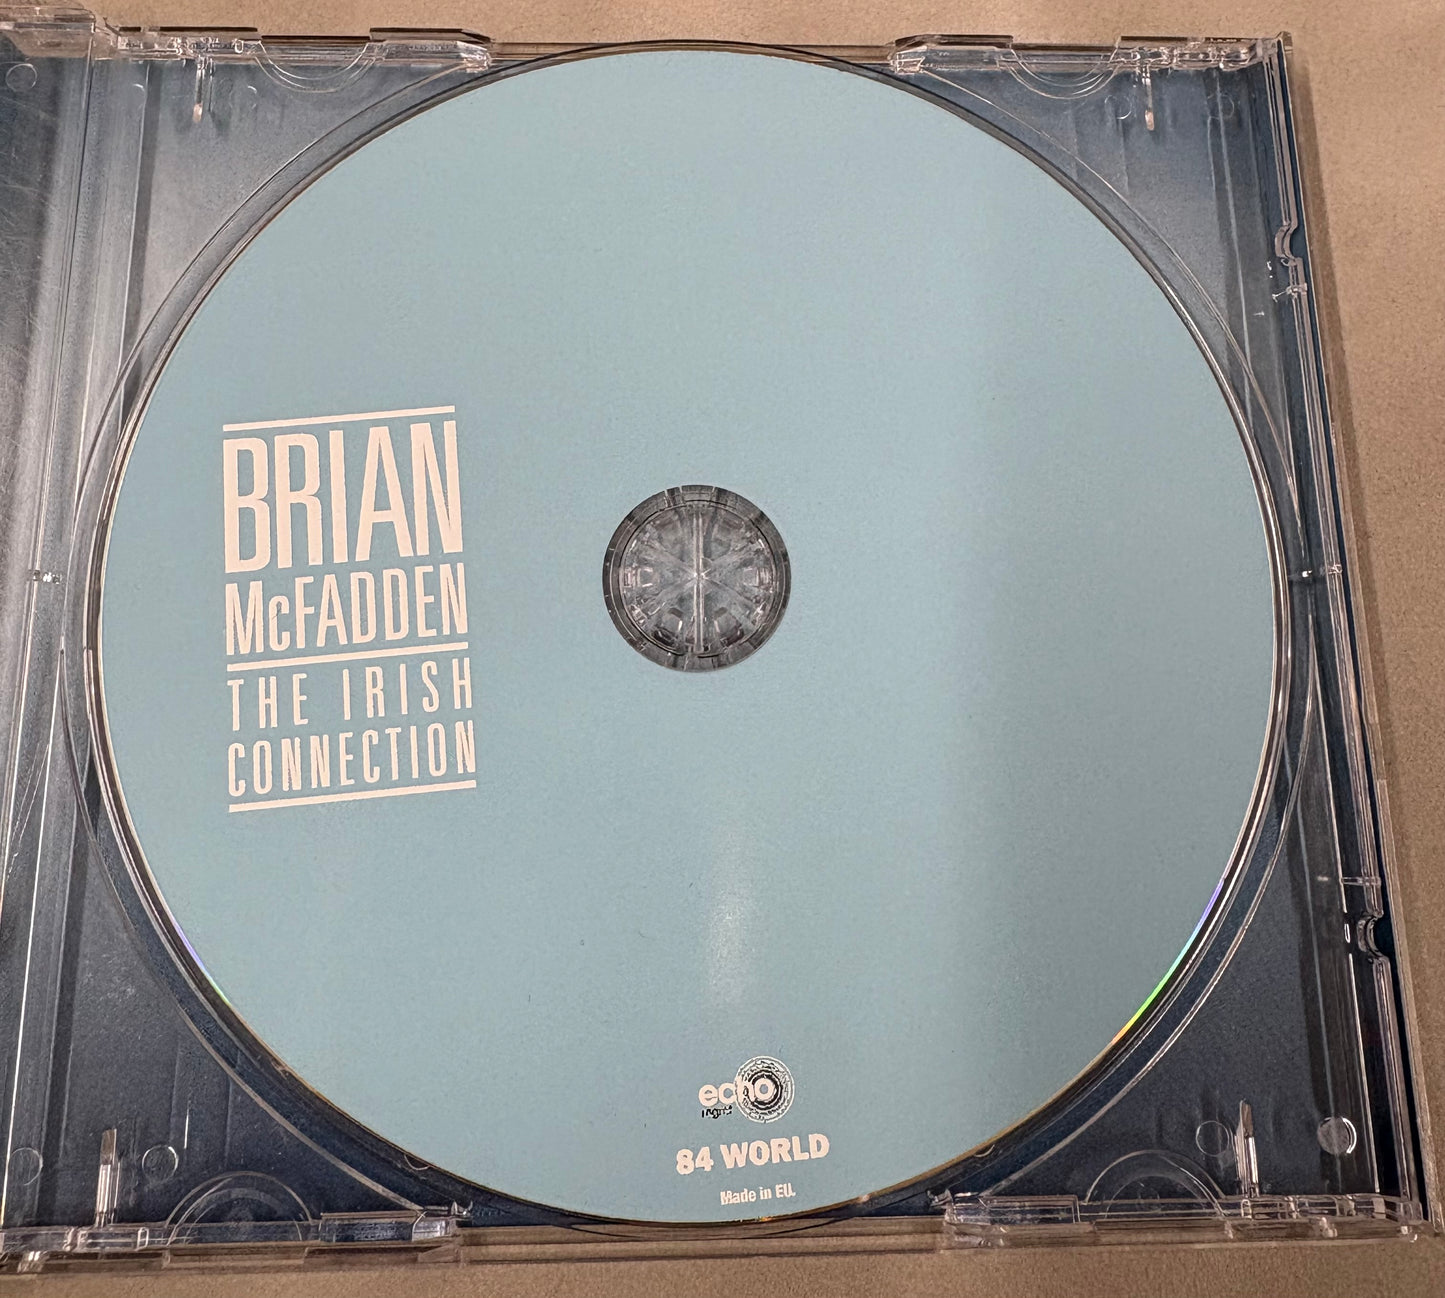 BRIAN
McFADDEN
THE IRISH
CONNECTION
echo
84 WORLD
Made in EU.